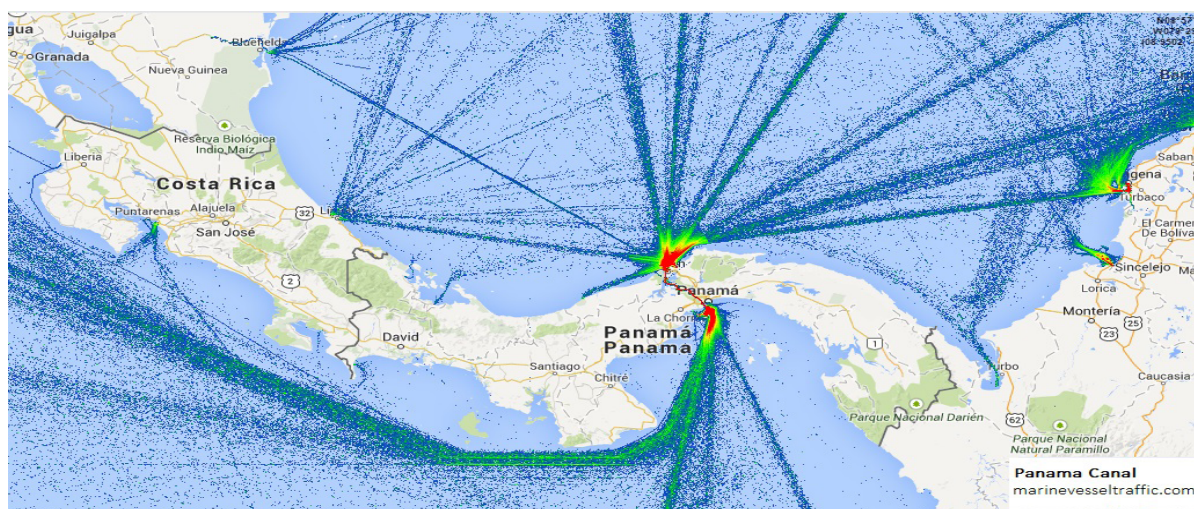 Juigalpa
Bluefields
Granada
Nueva Guinea
Reserva Biológica
Indio Maíz
Liberia
Costa Rica
Puntarenas
Alajuela
San José
32
2
David
Panamá
La Chorr
Panamá
Panama
Santiago
Chitré
1
Parque Nacional Darién
Turbaco
El Carmen
De Bolíva
Sincelejo
Lorica
Montería
23
25
Caucasia
62
Parque Nacional
Natural Paramillo
Panama Canal
marinevesseltraffic.com